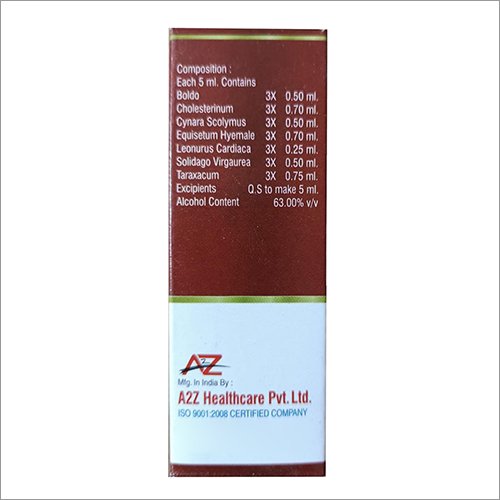 Composition :
Each 5 ml. Contains
Boldo 3X 0.50 ml.
Cholesterinum 3X 0.70 ml.
Cynara Scolymus 3X 0.50 ml.
Equisetum Hyemale 3X 0.70 ml.
Leonurus Cardiaca 3X 0.25 ml.
Solidago Virgaurea 3X 0.50 ml.
Taraxacum 3X 0.75 ml.
Excipients Q.S to make 5 ml.
Alcohol Content 63.00% v/v
A2Z
Mfg. In India By :
A2Z Healthcare Pvt. Ltd.
ISO 9001:2008 CERTIFIED COMPANY